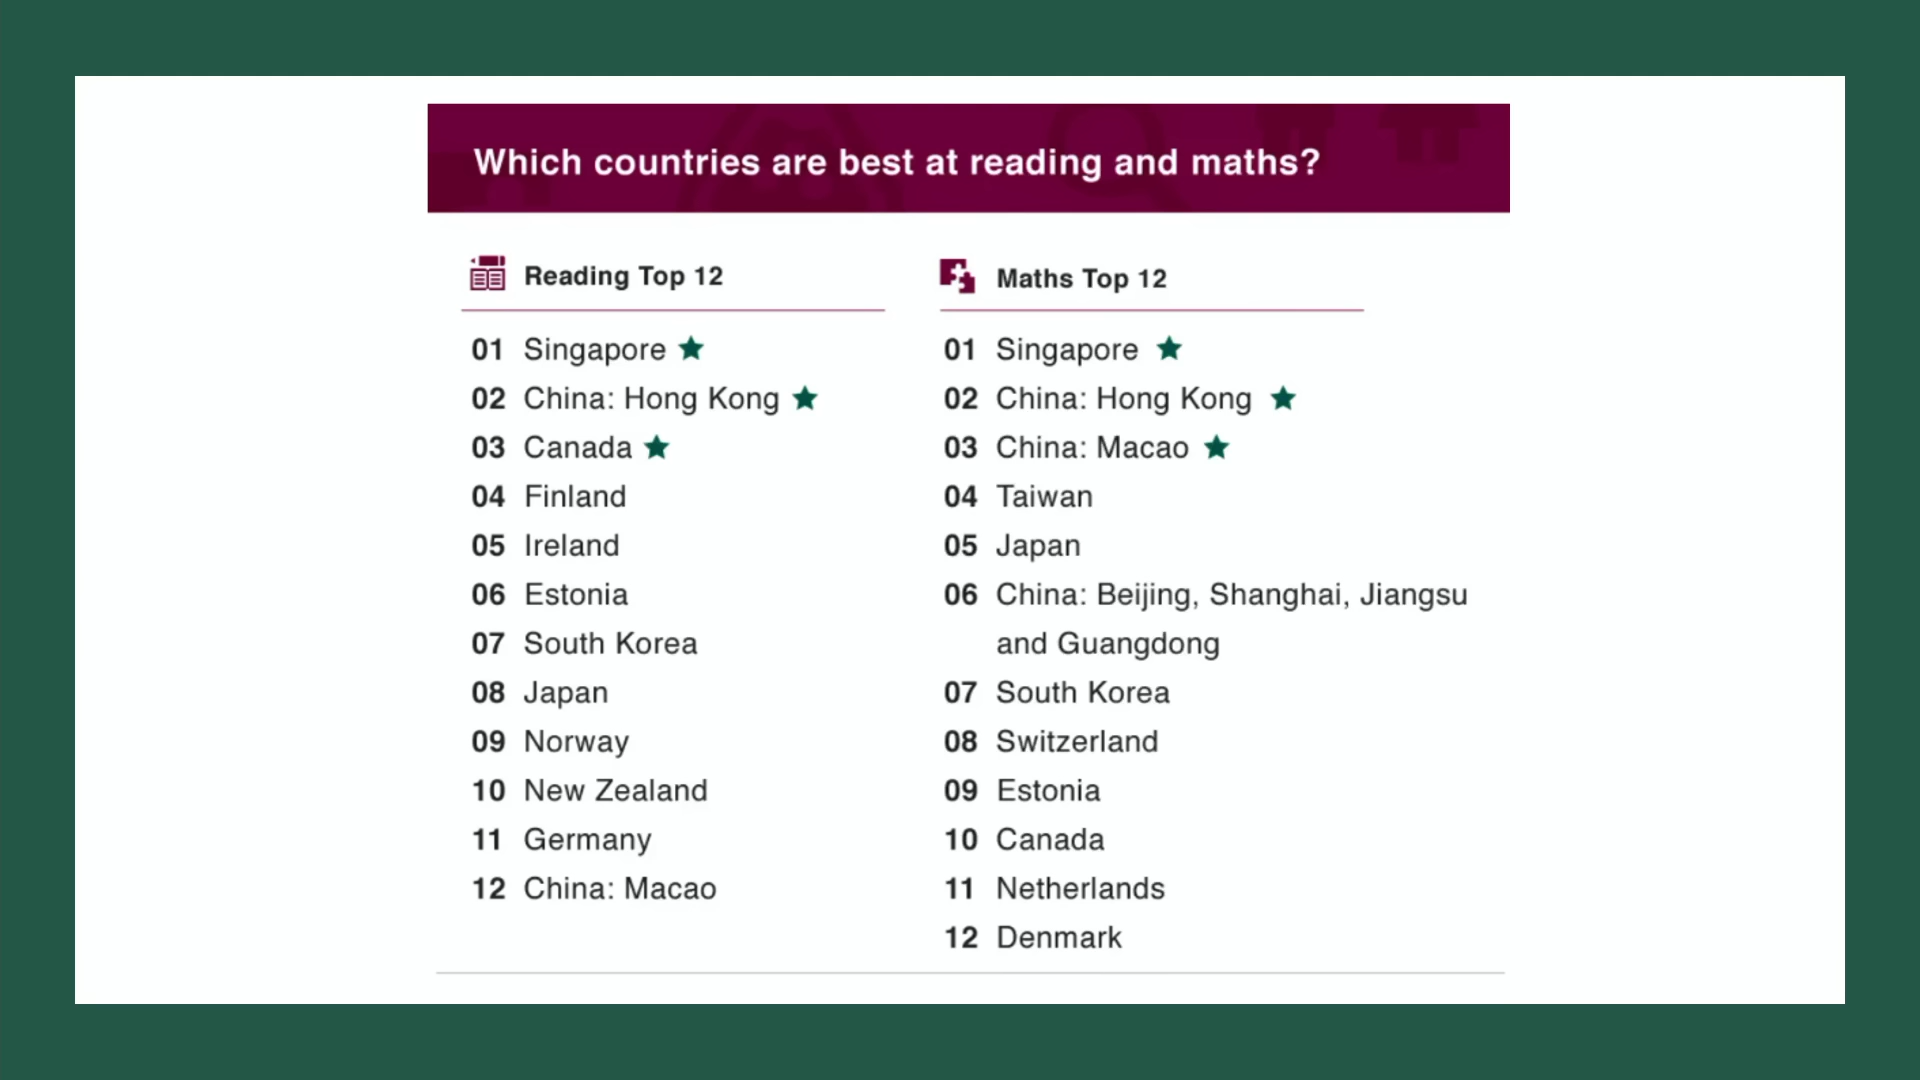 Which countries are best at reading and maths?
Reading Top 12
01 Singapore
02 China: Hong Kong
03 Canada
04 Finland
05 Ireland
06 Estonia
07 South Korea
08 Japan
09 Norway
10 New Zealand
11 Germany
12 China: Macao
Maths Top 12
01 Singapore
02 China: Hong Kong
03 China: Macao
04 Taiwan
05 Japan
06 China: Beijing, Shanghai, Jiangsu
and Guangdong
07 South Korea
08 Switzerland
09 Estonia
10 Canada
11 Netherlands
12 Denmark